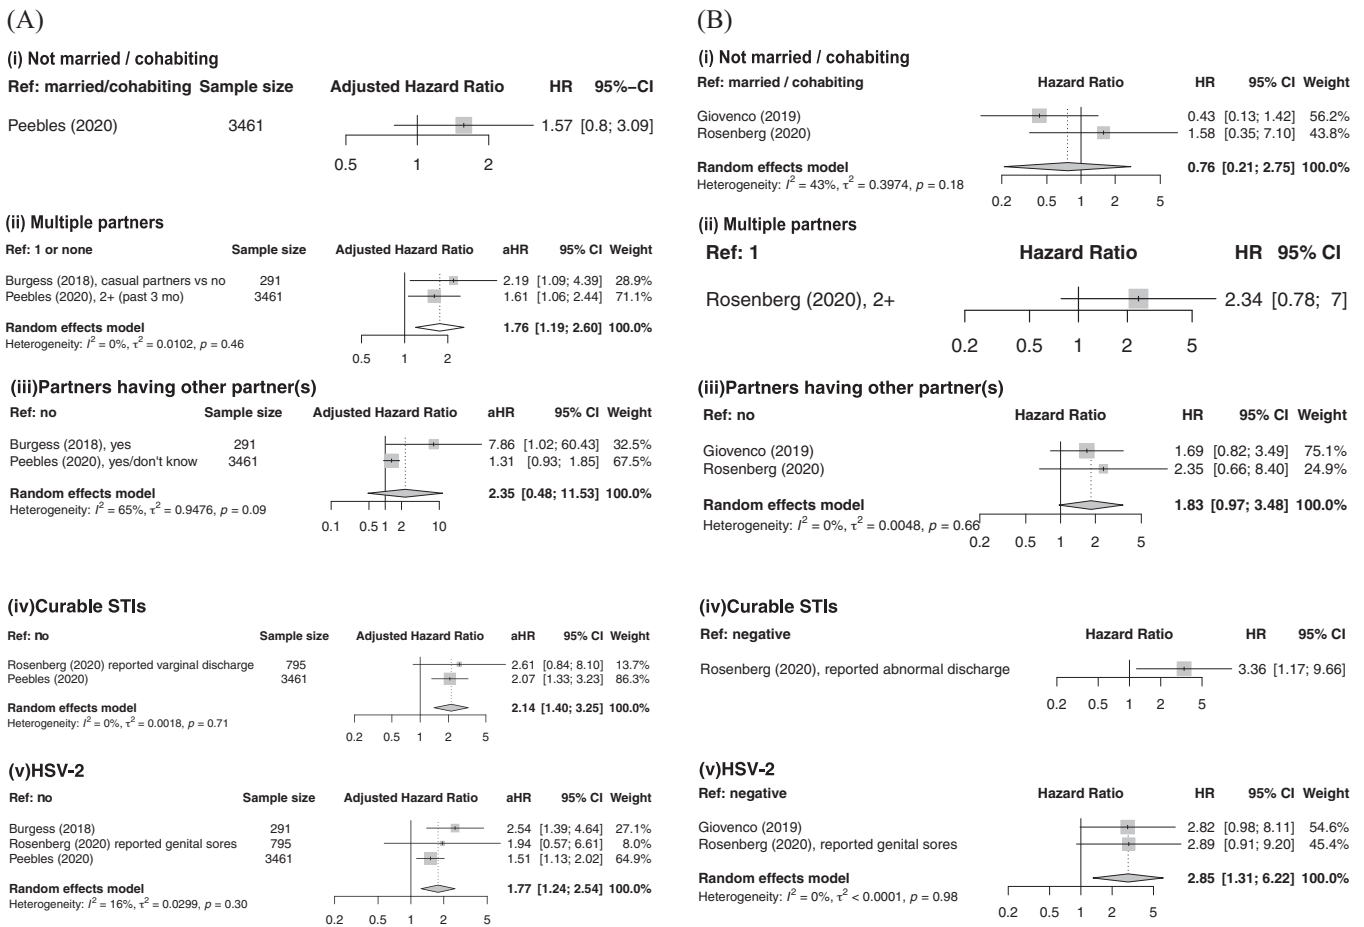 (A)
(i) Not married / cohabiting
Ref: married/cohabiting Sample size Adjusted Hazard Ratio HR 95%−CI
Peebles (2020) 3461 1.57 [0.8; 3.09]
0.5 1 2
(ii) Multiple partners
Ref: 1 or none Sample size Adjusted Hazard Ratio aHR 95% CI Weight
Burgess (2018), casual partners vs no 291 2.19 [1.09; 4.39] 28.9%
Peebles (2020), 2+ (past 3 mo) 3461 1.61 [1.06; 2.44] 71.1%
Random effects model 1.76 [1.19; 2.60] 100.0%
Heterogeneity: I² = 0%, τ² = 0.0102, p = 0.46
0.5 1 2
(iii)Partners having other partner(s)
Ref: no Sample size Adjusted Hazard Ratio aHR 95% CI Weight
Burgess (2018), yes 291 7.86 [1.02; 60.43] 32.5%
Peebles (2020), yes/don't know 3461 1.31 [0.93; 1.85] 67.5%
Random effects model 2.35 [0.48; 11.53] 100.0%
Heterogeneity: I² = 65%, τ² = 0.9476, p = 0.09
0.1 0.5 1 2 10
(iv)Curable STIs
Ref: no Sample size Adjusted Hazard Ratio aHR 95% CI Weight
Rosenberg (2020) reported varginal discharge 795 2.61 [0.84; 8.10] 13.7%
Peebles (2020) 3461 2.07 [1.33; 3.23] 86.3%
Random effects model 2.14 [1.40; 3.25] 100.0%
Heterogeneity: I² = 0%, τ² = 0.0018, p = 0.71
0.2 0.5 1 2 5
(v)HSV-2
Ref: no Sample size Adjusted Hazard Ratio aHR 95% CI Weight
Burgess (2018) 291 2.54 [1.39; 4.64] 27.1%
Rosenberg (2020) reported genital sores 795 1.94 [0.57; 6.61] 8.0%
Peebles (2020) 3461 1.51 [1.13; 2.02] 64.9%
Random effects model 1.77 [1.24; 2.54] 100.0%
Heterogeneity: I² = 16%, τ² = 0.0299, p = 0.30
0.2 0.5 1 2 5
(B)
(i) Not married / cohabiting
Ref: married / cohabiting Hazard Ratio HR 95% CI Weight
Giovenco (2019) 0.43 [0.13; 1.42] 56.2%
Rosenberg (2020) 1.58 [0.35; 7.10] 43.8%
Random effects model 0.76 [0.21; 2.75] 100.0%
Heterogeneity: I² = 43%, τ² = 0.3974, p = 0.18
0.2 0.5 1 2 5
(ii) Multiple partners
Ref: 1 Hazard Ratio HR 95% CI
Rosenberg (2020), 2+ 2.34 [0.78; 7]
0.2 0.5 1 2 5
(iii)Partners having other partner(s)
Ref: no Hazard Ratio HR 95% CI Weight
Giovenco (2019) 1.69 [0.82; 3.49] 75.1%
Rosenberg (2020) 2.35 [0.66; 8.40] 24.9%
Random effects model 1.83 [0.97; 3.48] 100.0%
Heterogeneity: I² = 0%, τ² = 0.0048, p = 0.66
0.2 0.5 1 2 5
(iv)Curable STIs
Ref: negative Hazard Ratio HR 95% CI
Rosenberg (2020), reported abnormal discharge 3.36 [1.17; 9.66]
0.2 0.5 1 2 5
(v)HSV-2
Ref: negative Hazard Ratio HR 95% CI Weight
Giovenco (2019) 2.82 [0.98; 8.11] 54.6%
Rosenberg (2020), reported genital sores 2.89 [0.91; 9.20] 45.4%
Random effects model 2.85 [1.31; 6.22] 100.0%
Heterogeneity: I² = 0%, τ² < 0.0001, p = 0.98
0.2 0.5 1 2 5